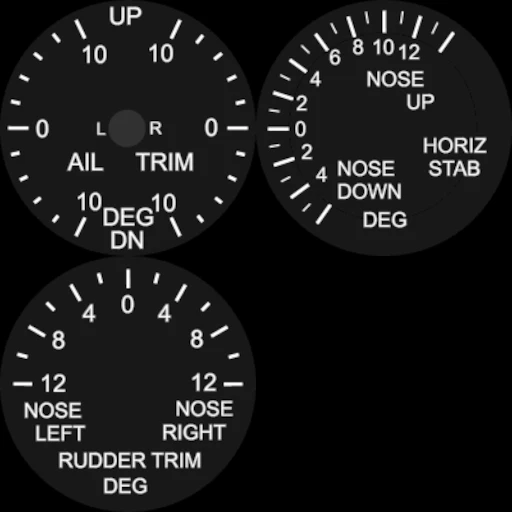 UP
10 10
0 L R 0
AIL TRIM
10 DEG 10
DN
4 6 8 10 12
NOSE
UP
2
0
2
4
HORIZ
STAB
NOSE
DOWN
DEG
0
4 4
8 8
12 12
NOSE NOSE
LEFT RIGHT
RUDDER TRIM
DEG